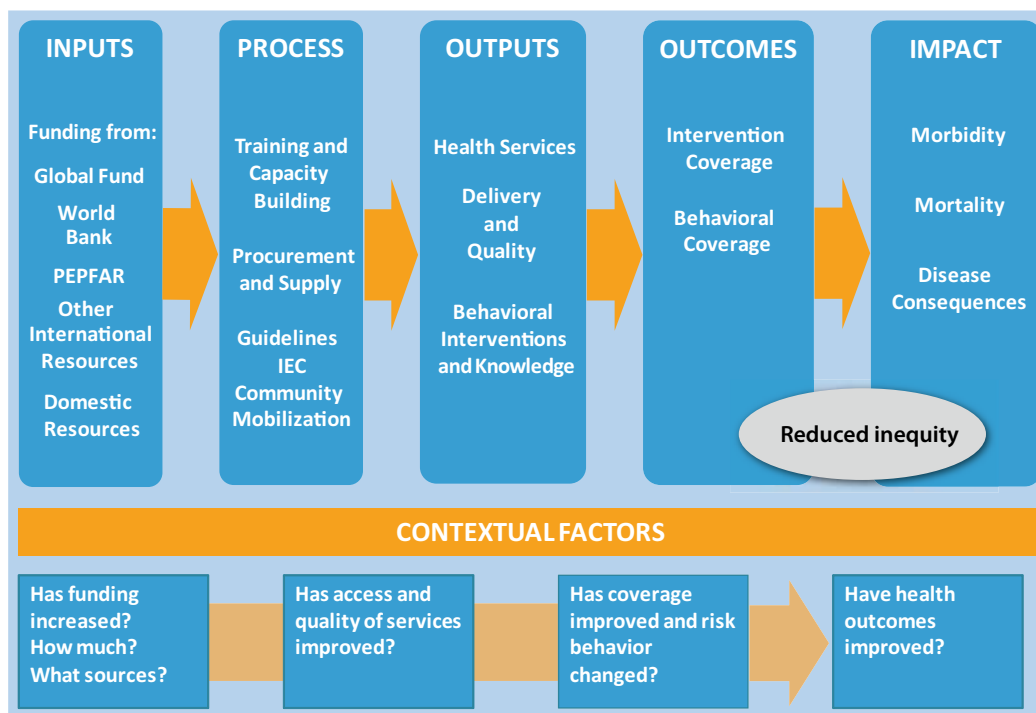 INPUTS
Funding from:
Global Fund
World
Bank
PEPFAR
Other
International
Resources
Domestic
Resources
PROCESS
Training and
Capacity
Building
Procurement
and Supply
Guidelines
IEC
Community
Mobilization
OUTPUTS
Health Services
Delivery
and
Quality
Behavioral
Interventions
and Knowledge
OUTCOMES
Intervention
Coverage
Behavioral
Coverage
IMPACT
Morbidity
Mortality
Disease
Consequences
Reduced inequity
CONTEXTUAL FACTORS
Has funding
increased?
How much?
What sources?
Has access and
quality of services
improved?
Has coverage
improved and risk
behavior
changed?
Have health
outcomes
improved?